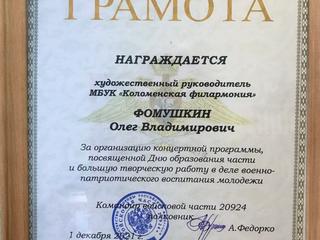 ГРАМОТА
НАГРАЖДАЕТСЯ
художественный руководитель
МБУК «Коломенская филармония»
ФОМУШКИН
Олег Владимирович
За организацию концертной программы,
посвященной Дню образования части
и большую творческую работу в деле военно-
патриотического воспитания молодежи
Командир войсковой части 20924
полковник
А.Федорко
1 декабря 2021 г.